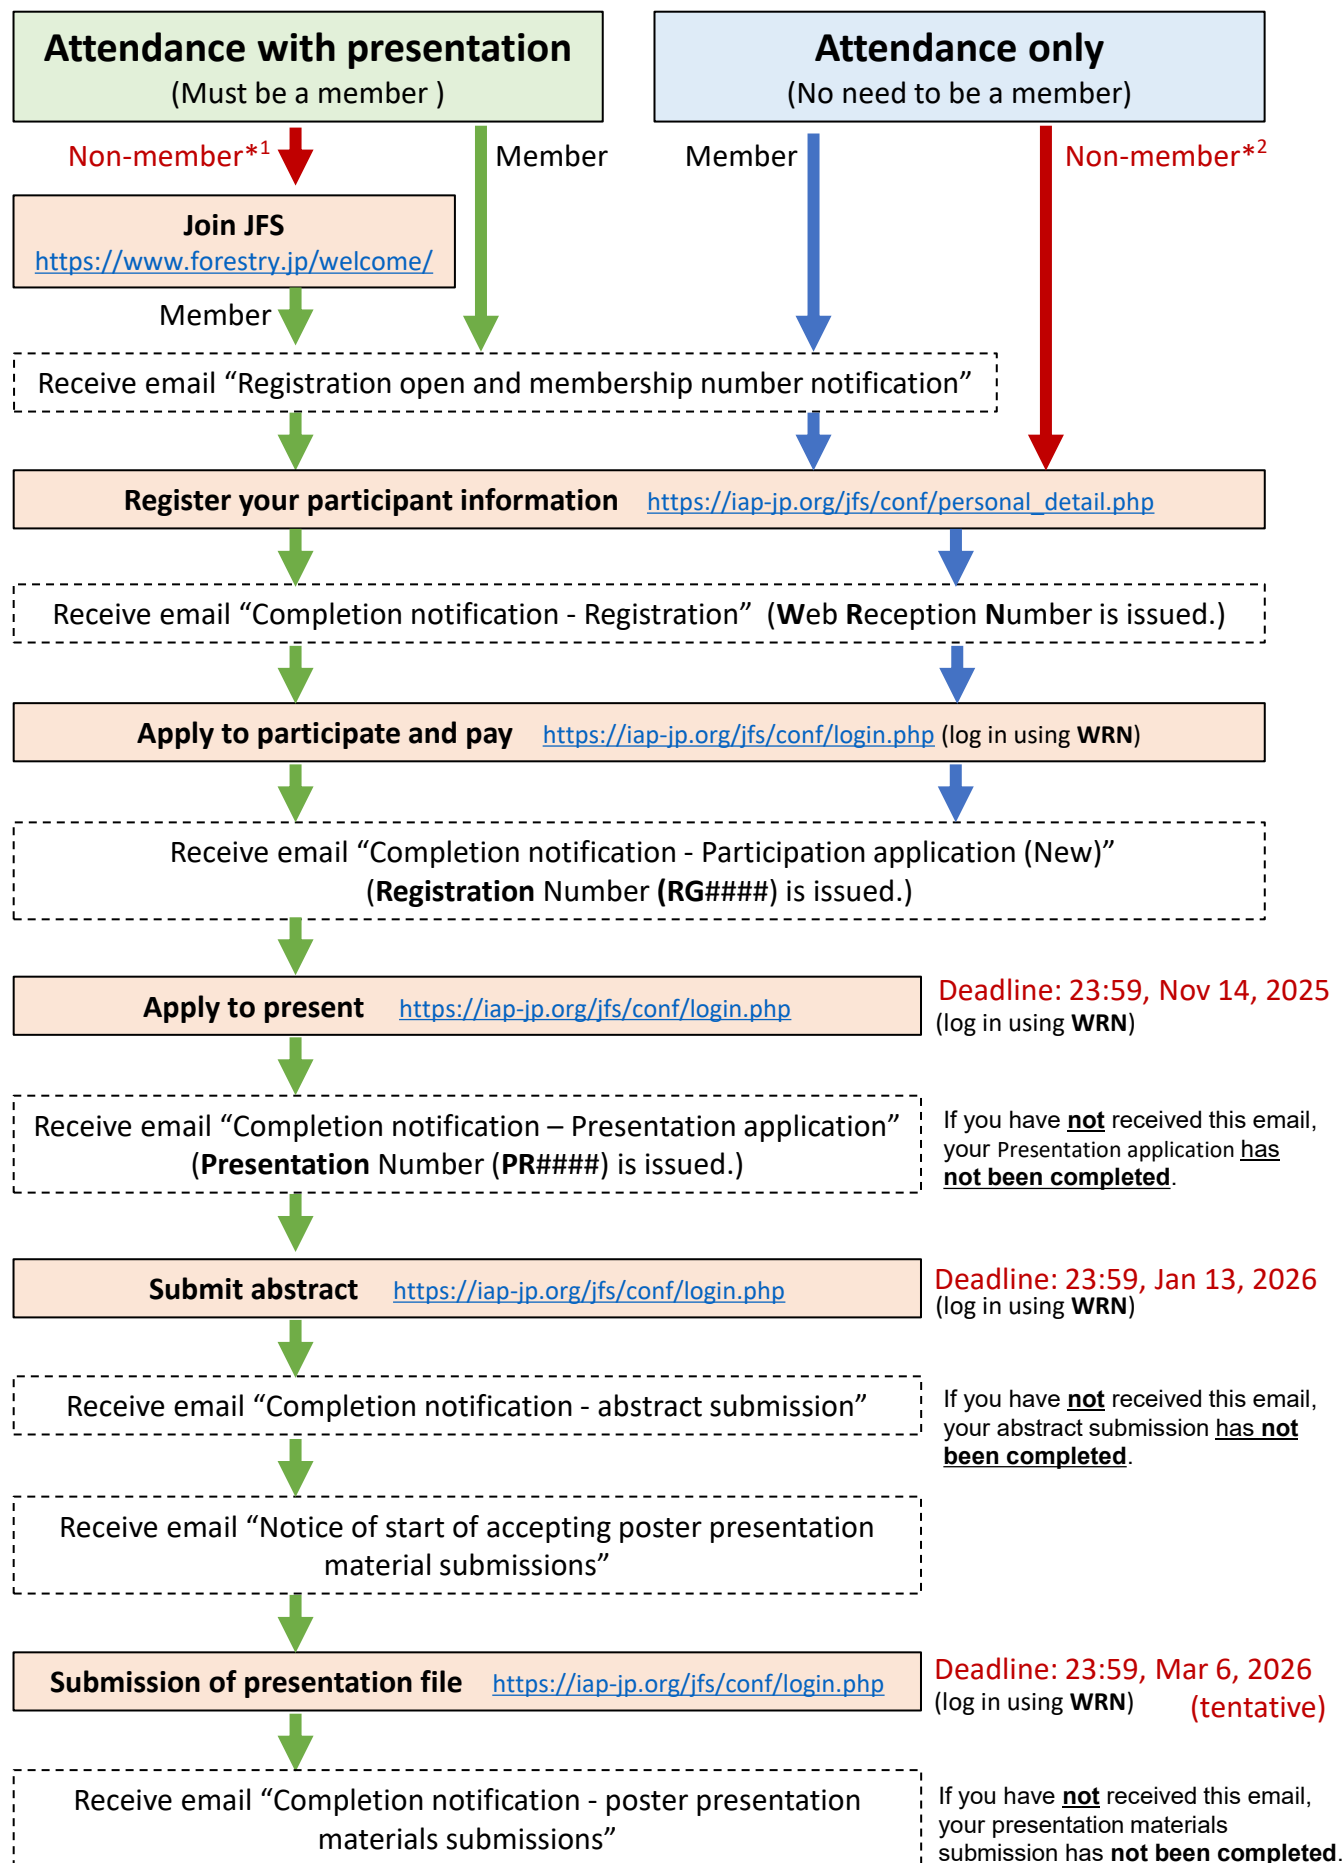 Attendance with presentation
(Must be a member )
Attendance only
(No need to be a member)
Non-member*1
Member
Member
Non-member*2
Join JFS
https://www.forestry.jp/welcome/
Member
Receive email “Registration open and membership number notification”
Register your participant information https://iap-jp.org/jfs/conf/personal_detail.php
Receive email “Completion notification - Registration” (Web Reception Number is issued.)
Apply to participate and pay https://iap-jp.org/jfs/conf/login.php (log in using WRN)
Receive email “Completion notification - Participation application (New)”
(Registration Number (RG####) is issued.)
Apply to present https://iap-jp.org/jfs/conf/login.php
Deadline: 23:59, Nov 14, 2025
(log in using WRN)
Receive email “Completion notification – Presentation application”
(Presentation Number (PR####) is issued.)
If you have not received this email,
your Presentation application has
not been completed.
Submit abstract https://iap-jp.org/jfs/conf/login.php
Deadline: 23:59, Jan 13, 2026
(log in using WRN)
Receive email “Completion notification - abstract submission”
If you have not received this email,
your abstract submission has not
been completed.
Receive email “Notice of start of accepting poster presentation
material submissions”
Submission of presentation file https://iap-jp.org/jfs/conf/login.php
Deadline: 23:59, Mar 6, 2026
(log in using WRN) (tentative)
Receive email “Completion notification - poster presentation
materials submissions”
If you have not received this email,
your presentation materials
submission has not been completed.